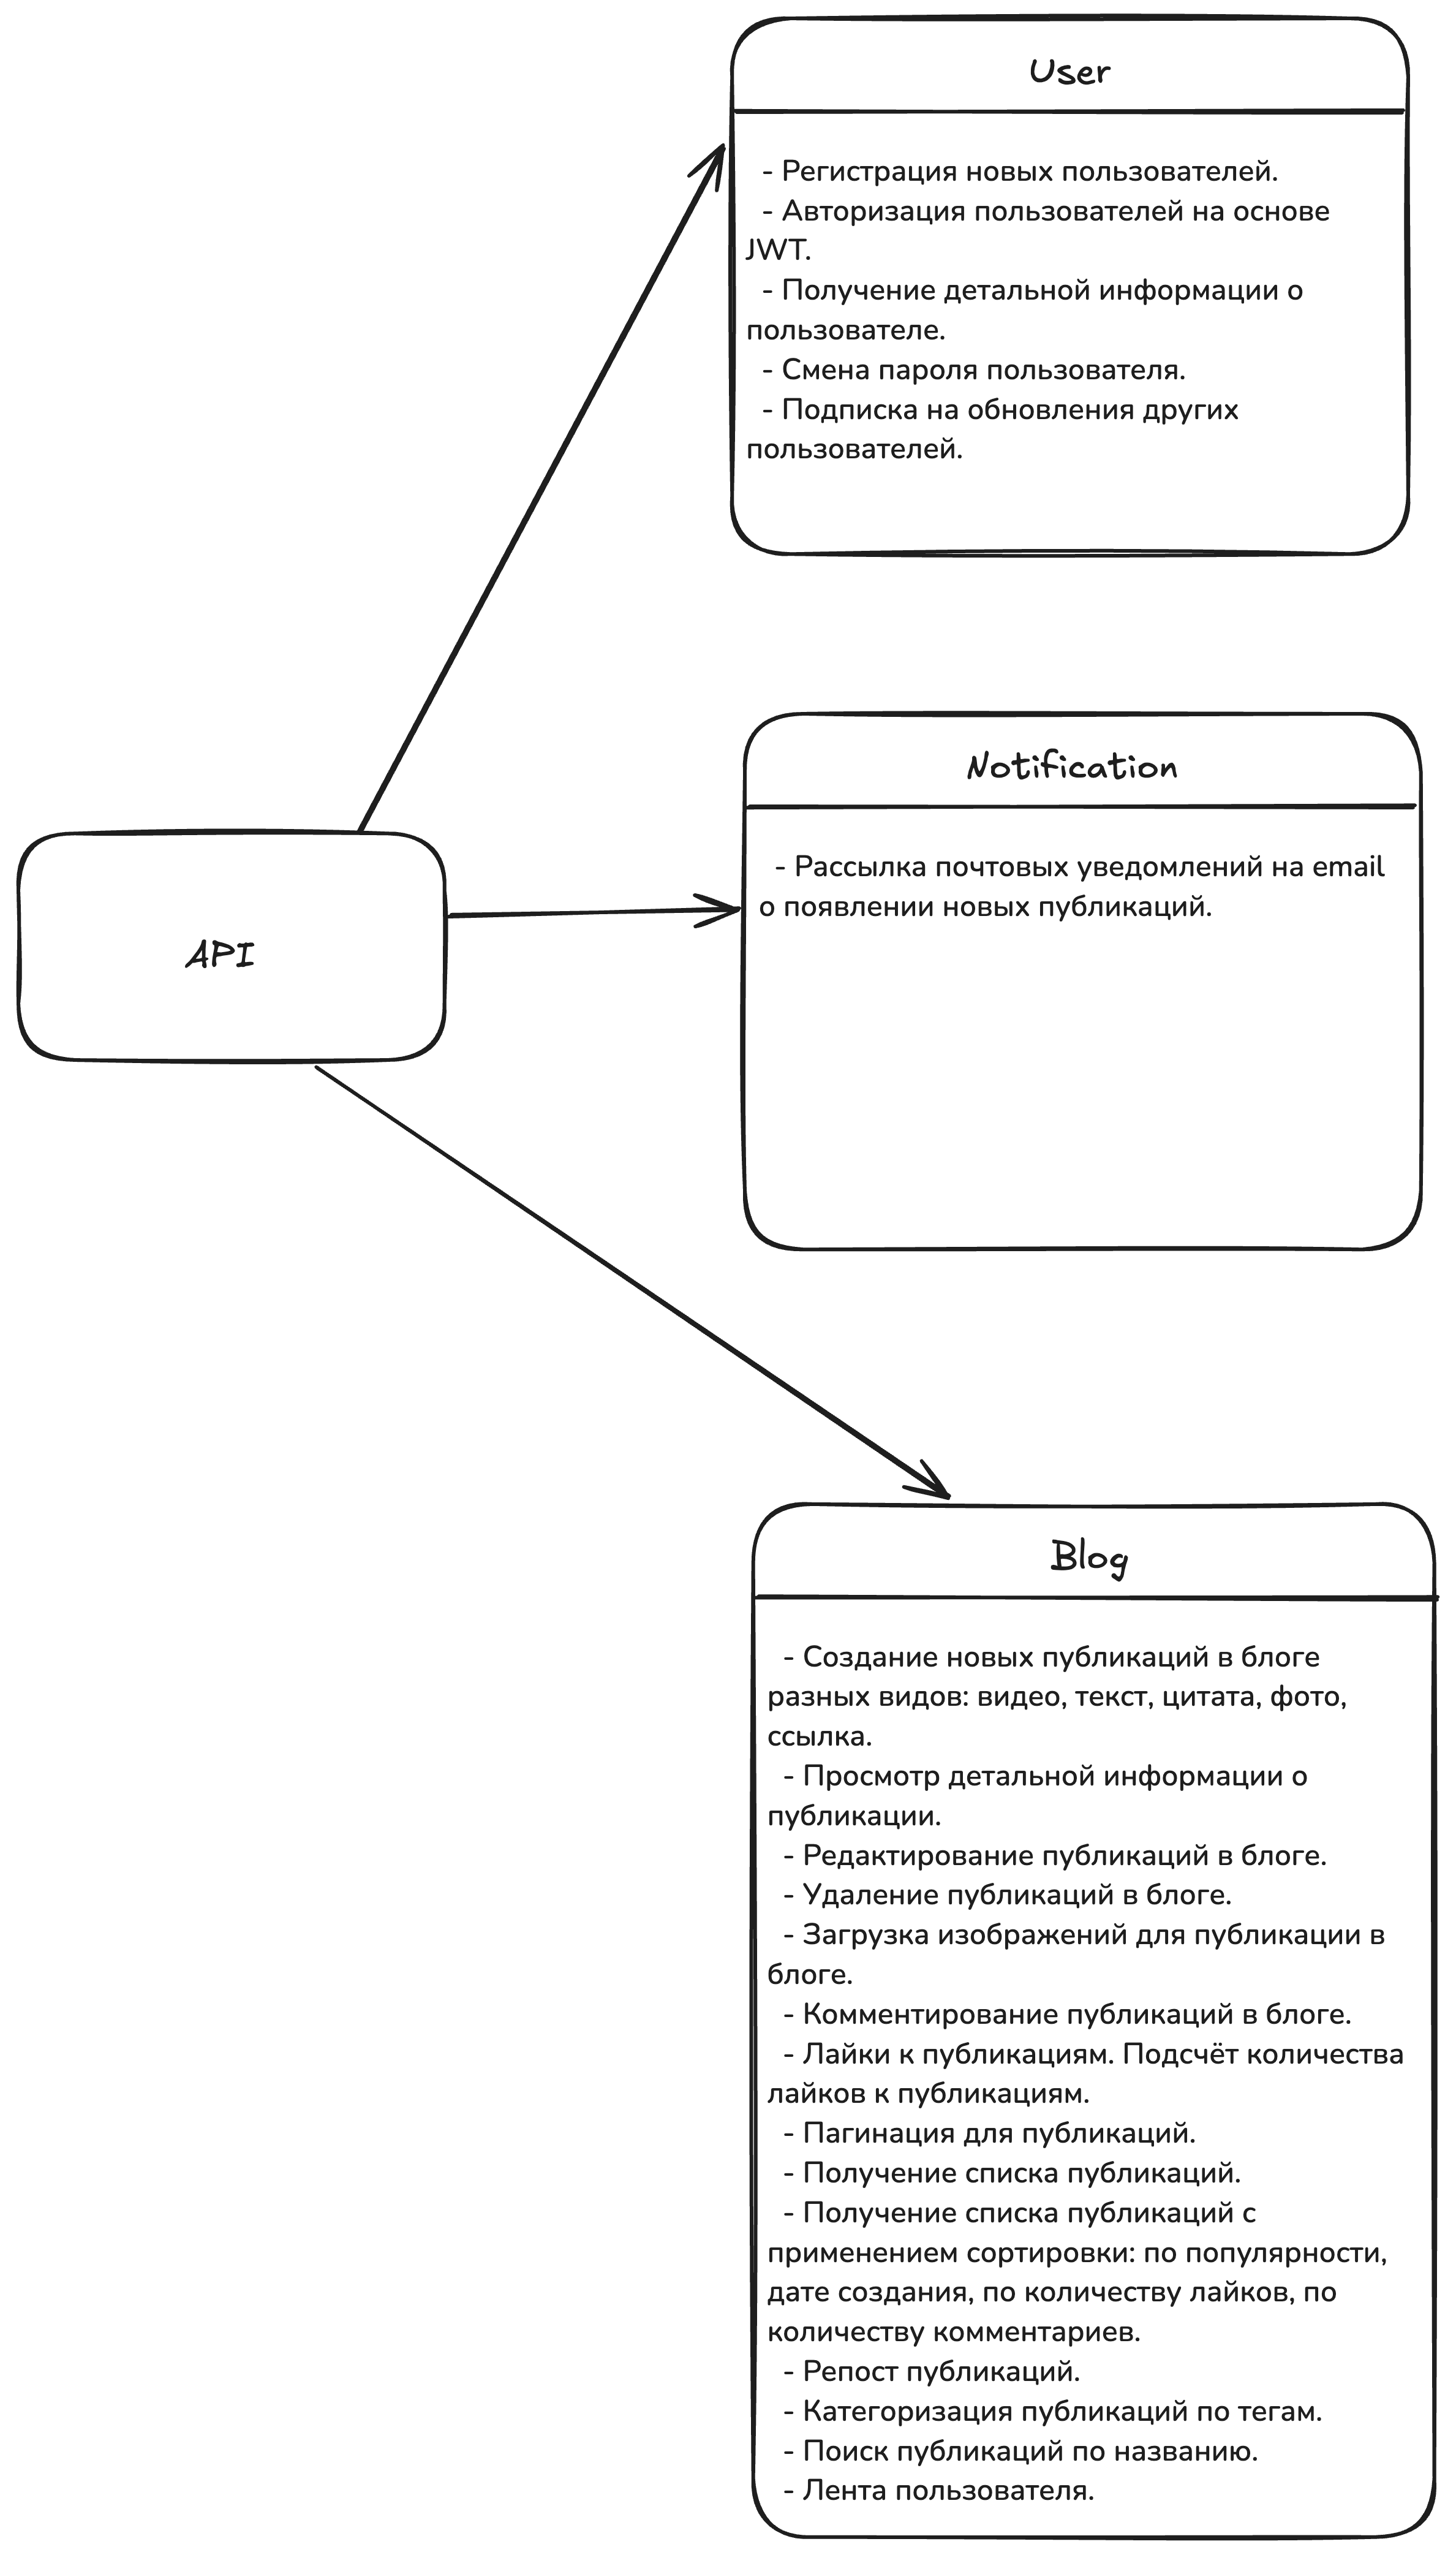 User
- Регистрация новых пользователей.
- Авторизация пользователей на основе
JWT.
- Получение детальной информации о
пользователе.
- Смена пароля пользователя.
- Подписка на обновления других
пользователей.
Notification
- Рассылка почтовых уведомлений на email
о появлении новых публикаций.
API
Blog
- Создание новых публикаций в блоге
разных видов: видео, текст, цитата, фото,
ссылка.
- Просмотр детальной информации о
публикации.
- Редактирование публикаций в блоге.
- Удаление публикаций в блоге.
- Загрузка изображений для публикации в
блоге.
- Комментирование публикаций в блоге.
- Лайки к публикациям. Подсчёт количества
лайков к публикациям.
- Пагинация для публикаций.
- Получение списка публикаций.
- Получение списка публикаций с
применением сортировки: по популярности,
дате создания, по количеству лайков, по
количеству комментариев.
- Репост публикаций.
- Категоризация публикаций по тегам.
- Поиск публикаций по названию.
- Лента пользователя.